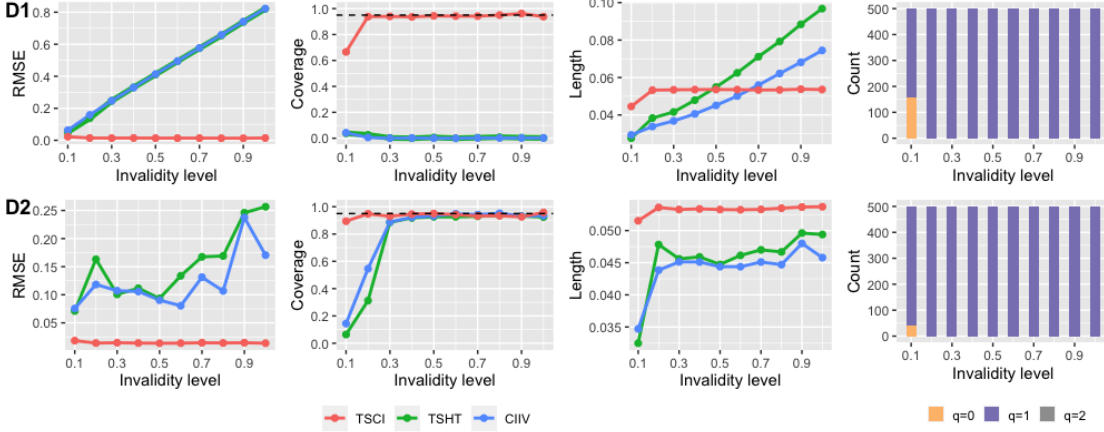 D1
RMSE
0.8
0.6
0.4
0.2
0.0
0.1 0.3 0.5 0.7 0.9
Invalidity level
Coverage
1.0
0.8
0.6
0.4
0.2
0.0
0.1 0.3 0.5 0.7 0.9
Invalidity level
Length
0.10
0.08
0.06
0.04
0.1 0.3 0.5 0.7 0.9
Invalidity level
Count
500
400
300
200
100
0
0.1 0.3 0.5 0.7 0.9
Invalidity level
D2
RMSE
0.25
0.20
0.15
0.10
0.05
0.1 0.3 0.5 0.7 0.9
Invalidity level
Coverage
1.0
0.8
0.6
0.4
0.2
0.0
0.1 0.3 0.5 0.7 0.9
Invalidity level
Length
0.050
0.045
0.040
0.035
0.1 0.3 0.5 0.7 0.9
Invalidity level
Count
500
400
300
200
100
0
0.1 0.3 0.5 0.7 0.9
Invalidity level
TSCI TSHT CIIV
q=0 q=1 q=2